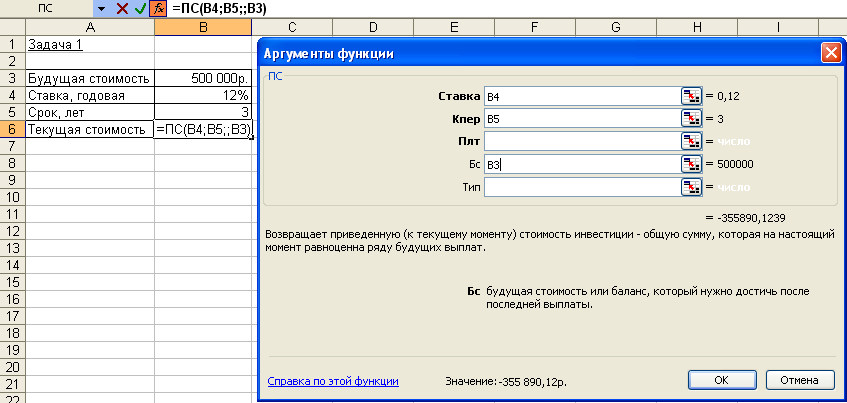 ПС =ПС(B4;B5;;B3)
A B C D E F G H I
1 Задача 1
2
3 Будущая стоимость 500 000р.
4 Ставка, годовая 12%
5 Срок, лет 3
6 Текущая стоимость =ПС(B4;B5;;B3)
7
8
9
10
11
12
13
14
15
16
17
18
19
20
21
22
Аргументы функции
ПС
Ставка B4 = 0,12
Кпер B5 = 3
Плт = число
Бс B3 = 500000
Тип = число
= -355890,1239
Возвращает приведенную (к текущему моменту) стоимость инвестиции - общую сумму, которая на настоящий
момент равноценна ряду будущих выплат.
Бс будущая стоимость или баланс, который нужно достичь после
последней выплаты.
Справка по этой функции Значение:-355 890,12р. ОК Отмена